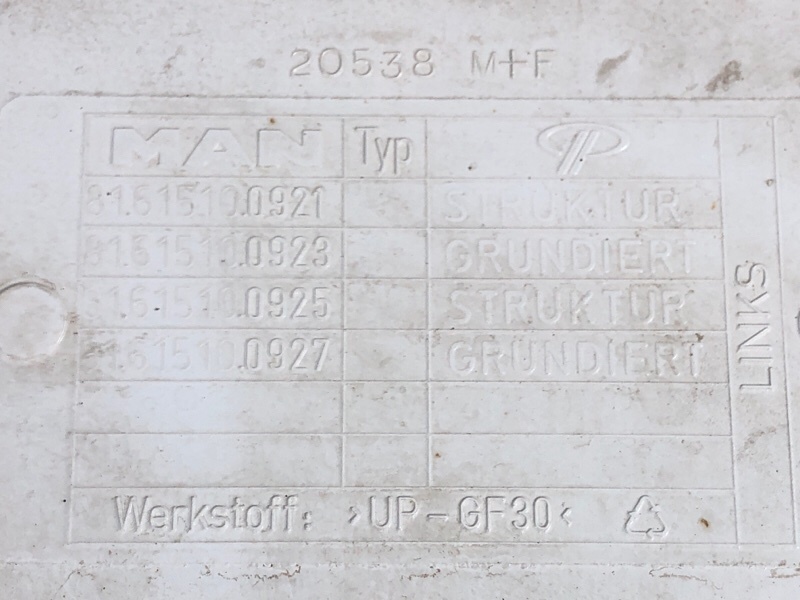 20538 M+F
MAN Typ
81.61510.0921 STRUKTUR
81.61510.0923 GRUNDIERT
81.61510.0925 STRUKTUR
81.61510.0927 GRUNDIERT
LINKS
Werkstoff: >UP-GF30<